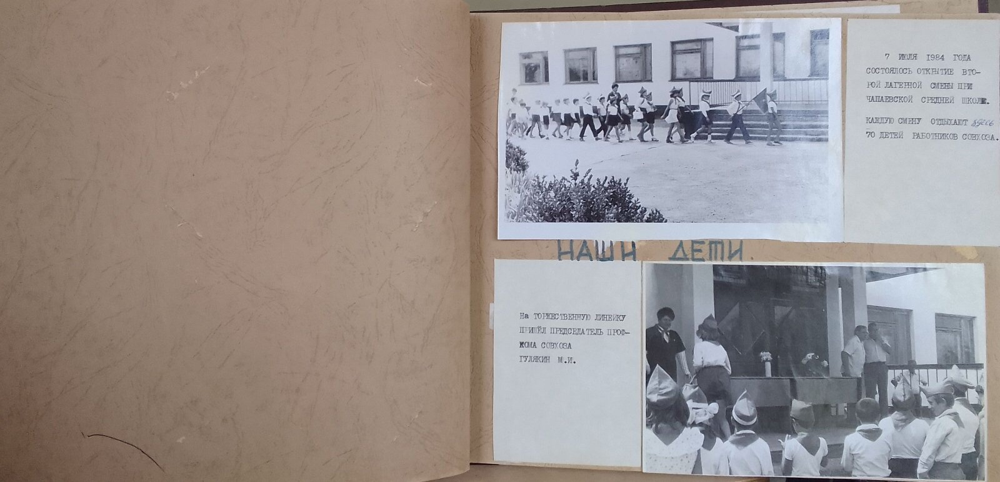 7 ИЮЛЯ 1984 ГОДА
СОСТОЯЛОСЬ ОТКРЫТИЕ ВТО-
РОЙ ЛАГЕРНОЙ СМЕНЫ ПРИ
ЧАПАЕВСКОЙ СРЕДНЕЙ ШКОЛЕ.
КАЖДУЮ СМЕНУ ОТДЫХАЮТ здесь
70 ДЕТЕЙ РАБОТНИКОВ СОВХОЗА.
НАШИ ДЕТИ.
На ТОРЖЕСТВЕННУЮ ЛИНЕЙКУ
ПРИШЁЛ ПРЕДСЕДАТЕЛЬ ПРОФ-
КОМА СОВХОЗА
ГУЛЯКИН М.И.